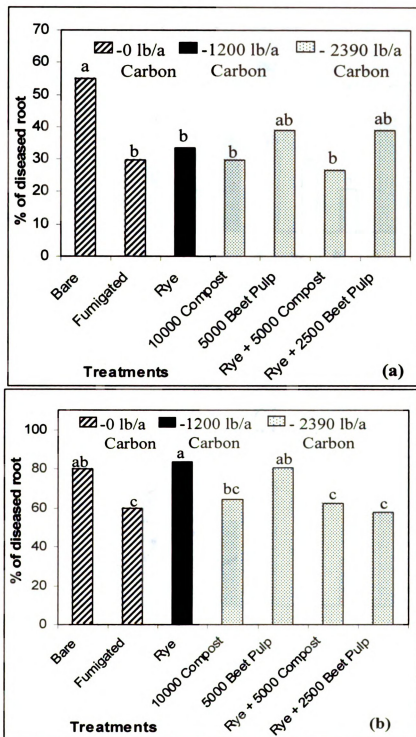 -0 lb/a -1200 lb/a - 2390 lb/a
Carbon Carbon Carbon
70
60
50
40
30
20
10
0
% of diseased root
a
b
b
b
ab
b
ab
Bare
Fumigated
Rye
10000 Compost
5000 Beet Pulp
Rye + 5000 Compost
Rye + 2500 Beet Pulp
Treatments
(a)
-0 lb/a -1200 lb/a - 2390 lb/a
Carbon Carbon Carbon
100
80
60
40
20
0
% of diseased root
ab
c
a
bc
ab
c
c
Bare
Fumigated
Rye
10000 Compost
5000 Beet Pulp
Rye + 5000 Compost
Rye + 2500 Beet Pulp
Treatments
(b)